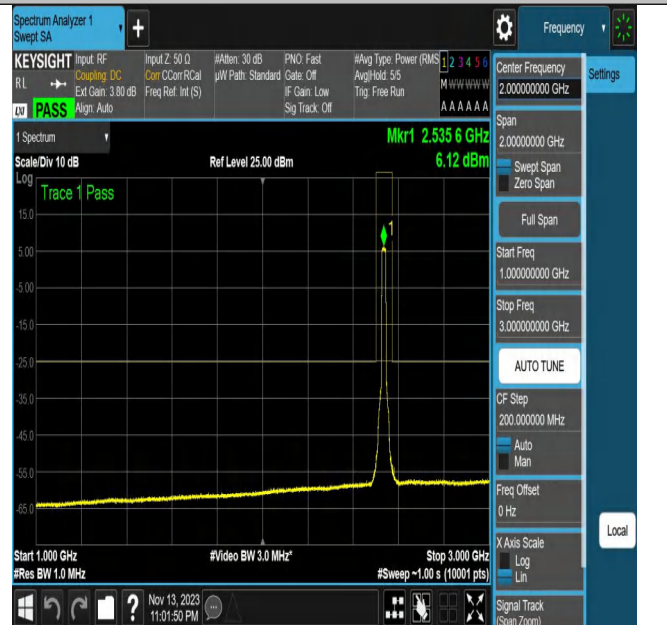 Spectrum Analyzer 1
Swept SA
+
Frequency
KEYSIGHT
RL
LXI PASS
Input: RF
Coupling: DC
Ext Gain: 3.80 dB
Align: Auto
Input Z: 50 Ω
Corr CCorr RCal
Freq Ref: Int (S)
#Atten: 30 dB
µW Path: Standard
PNO: Fast
Gate: Off
IF Gain: Low
Sig Track: Off
#Avg Type: Power (RMS
Avg|Hold: 5/5
Trig: Free Run
1 2 3 4 5 6
M W W W W W
A A A A A A
1 Spectrum
Scale/Div 10 dB
Log
Ref Level 25.00 dBm
Mkr1 2.535 6 GHz
6.12 dBm
Trace 1 Pass
1
15.0
5.00
-5.00
-15.0
-25.0
-35.0
-45.0
-55.0
-65.0
Start 1.000 GHz
#Res BW 1.0 MHz
#Video BW 3.0 MHz*
Stop 3.000 GHz
#Sweep ~1.00 s (10001 pts)
?
Nov 13, 2023
11:01:50 PM
Center Frequency
2.000000000 GHz
Settings
Span
2.00000000 GHz
Swept Span
Zero Span
Full Span
Start Freq
1.000000000 GHz
Stop Freq
3.000000000 GHz
AUTO TUNE
CF Step
200.000000 MHz
Auto
Man
Freq Offset
0 Hz
X Axis Scale
Log
Lin
Local
Signal Track
(Span Zoom)